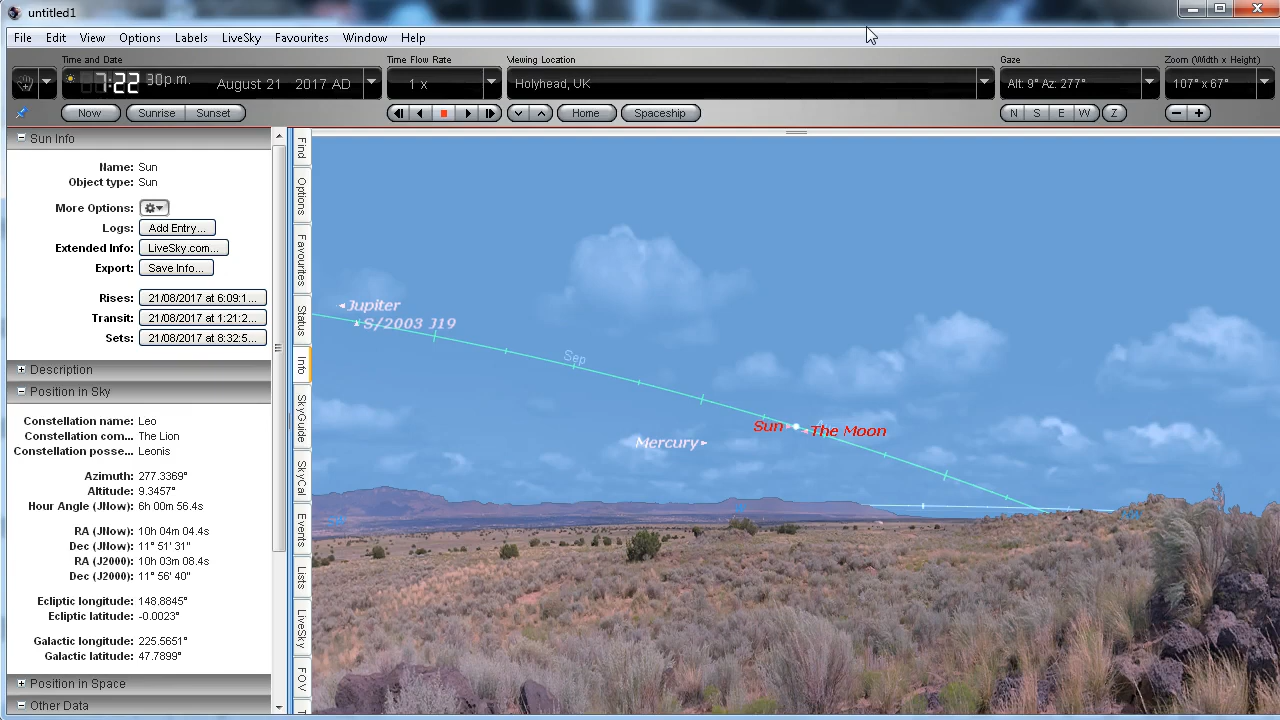 untitled1
File Edit View Options Labels LiveSky Favourites Window Help
Time and Date Time Flow Rate Viewing Location Gaze Zoom (Width x Height)
7:22 30p.m. August 21 2017 AD 1 x Holyhead, UK Alt: 9° Az: 277° 107° x 67°
Now Sunrise Sunset Home Spaceship N S E W Z
Sun Info
Name: Sun
Object type: Sun
More Options:
Logs: Add Entry...
Extended Info: LiveSky.com...
Export: Save Info...
Rises: 21/08/2017 at 6:09:1...
Transit: 21/08/2017 at 1:21:2...
Sets: 21/08/2017 at 8:32:5...
Description
Position in Sky
Constellation name: Leo
Constellation com... The Lion
Constellation posse... Leonis
Azimuth: 277.3369°
Altitude: 9.3457°
Hour Angle (JNow): 6h 00m 56.4s
RA (JNow): 10h 04m 04.4s
Dec (JNow): 11° 51' 31"
RA (J2000): 10h 03m 08.4s
Dec (J2000): 11° 56' 40"
Ecliptic longitude: 148.8845°
Ecliptic latitude: -0.0023°
Galactic longitude: 225.5651°
Galactic latitude: 47.7899°
Position in Space
Other Data
Find
Options
Favourites
Status
Info
SkyGuide
SkyCal
Events
Lists
LiveSky
FOV
Jupiter
S/2003 J19
Sep
Sun The Moon
Mercury